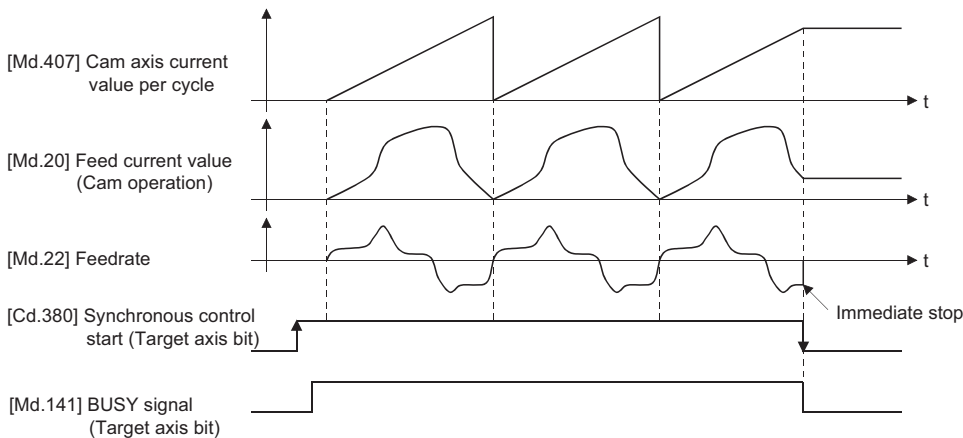 [Md.407] Cam axis current
value per cycle
t
[Md.20] Feed current value
(Cam operation)
t
[Md.22] Feedrate
t
Immediate stop
[Cd.380] Synchronous control
start (Target axis bit)
[Md.141] BUSY signal
(Target axis bit)